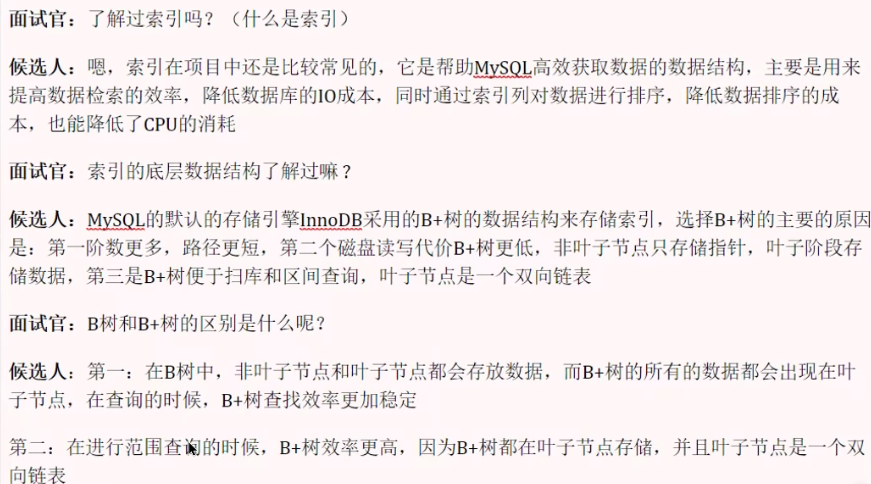 面试官：了解过索引吗？（什么是索引）
候选人：嗯，索引在项目中还是比较常见的，它是帮助MySQL高效获取数据的数据结构，主要是用来
提高数据检索的效率，降低数据库的IO成本，同时通过索引列对数据进行排序，降低数据排序的成
本，也能降低了CPU的消耗
面试官：索引的底层数据结构了解过嘛？
候选人：MySQL的默认的存储引擎InnoDB采用的B+树的数据结构来存储索引，选择B+树的主要的原因
是：第一阶数更多，路径更短，第二个磁盘读写代价B+树更低，非叶子节点只存储指针，叶子阶段存
储数据，第三是B+树便于扫库和区间查询，叶子节点是一个双向链表
面试官：B树和B+树的区别是什么呢？
候选人：第一：在B树中，非叶子节点和叶子节点都会存放数据，而B+树的所有的数据都会出现在叶
子节点，在查询的时候，B+树查找效率更加稳定
第二：在进行范围查询的时候，B+树效率更高，因为B+树都在叶子节点存储，并且叶子节点是一个双
向链表